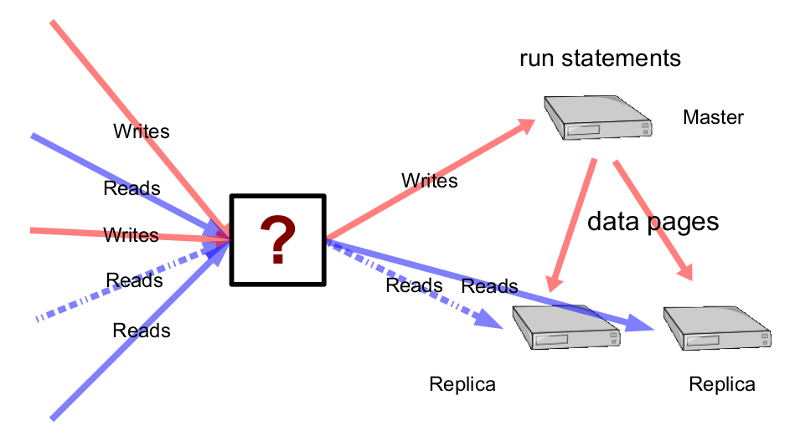 run statements
Master
Writes
Reads
Writes
Reads
Reads
?
Writes
data pages
Reads
Reads
Replica
Replica